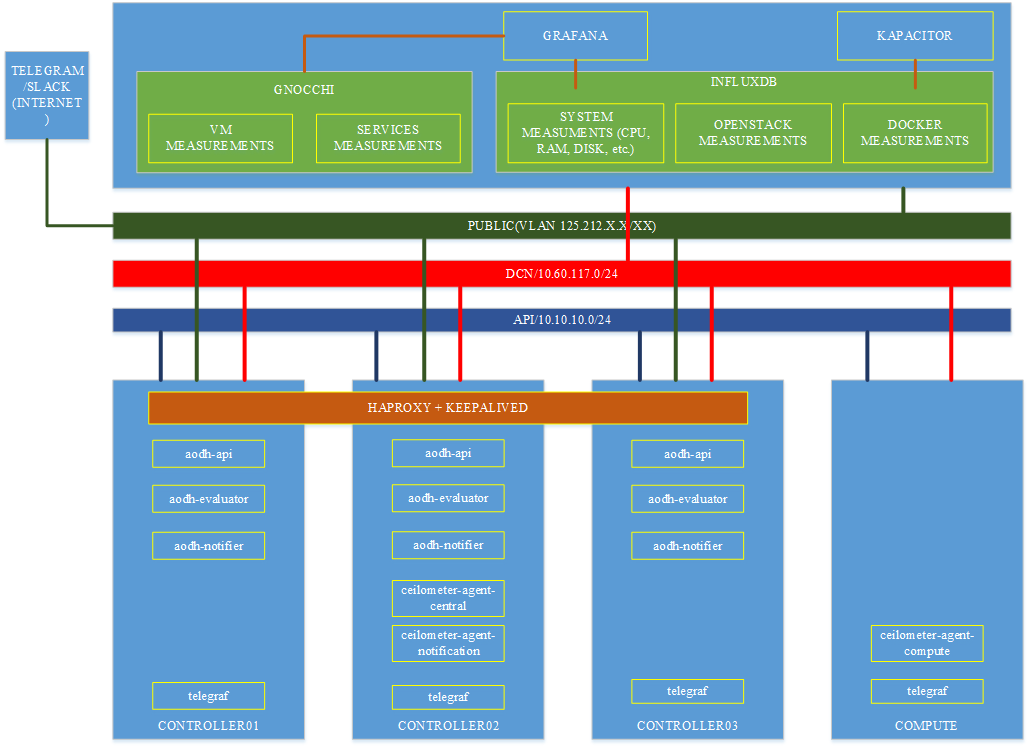 GRAFANA
KAPACITOR
TELEGRAM
/SLACK
(INTERNET
)
GNOCCHI
INFLUXDB
VM
MEASUREMENTS
SERVICES
MEASUREMENTS
SYSTEM
MEASUMENTS (CPU,
RAM, DISK, etc.)
OPENSTACK
MEASUREMENTS
DOCKER
MEASUREMENTS
PUBLIC(VLAN 125.212.X.X/XX)
DCN/10.60.117.0/24
API/10.10.10.0/24
HAPROXY + KEEPALIVED
aodh-api
aodh-evaluator
aodh-notifier
telegraf
CONTROLLER01
aodh-api
aodh-evaluator
aodh-notifier
ceilometer-agent-
central
ceilometer-agent-
notification
telegraf
CONTROLLER02
aodh-api
aodh-evaluator
aodh-notifier
telegraf
CONTROLLER03
ceilometer-agent-
compute
telegraf
COMPUTE